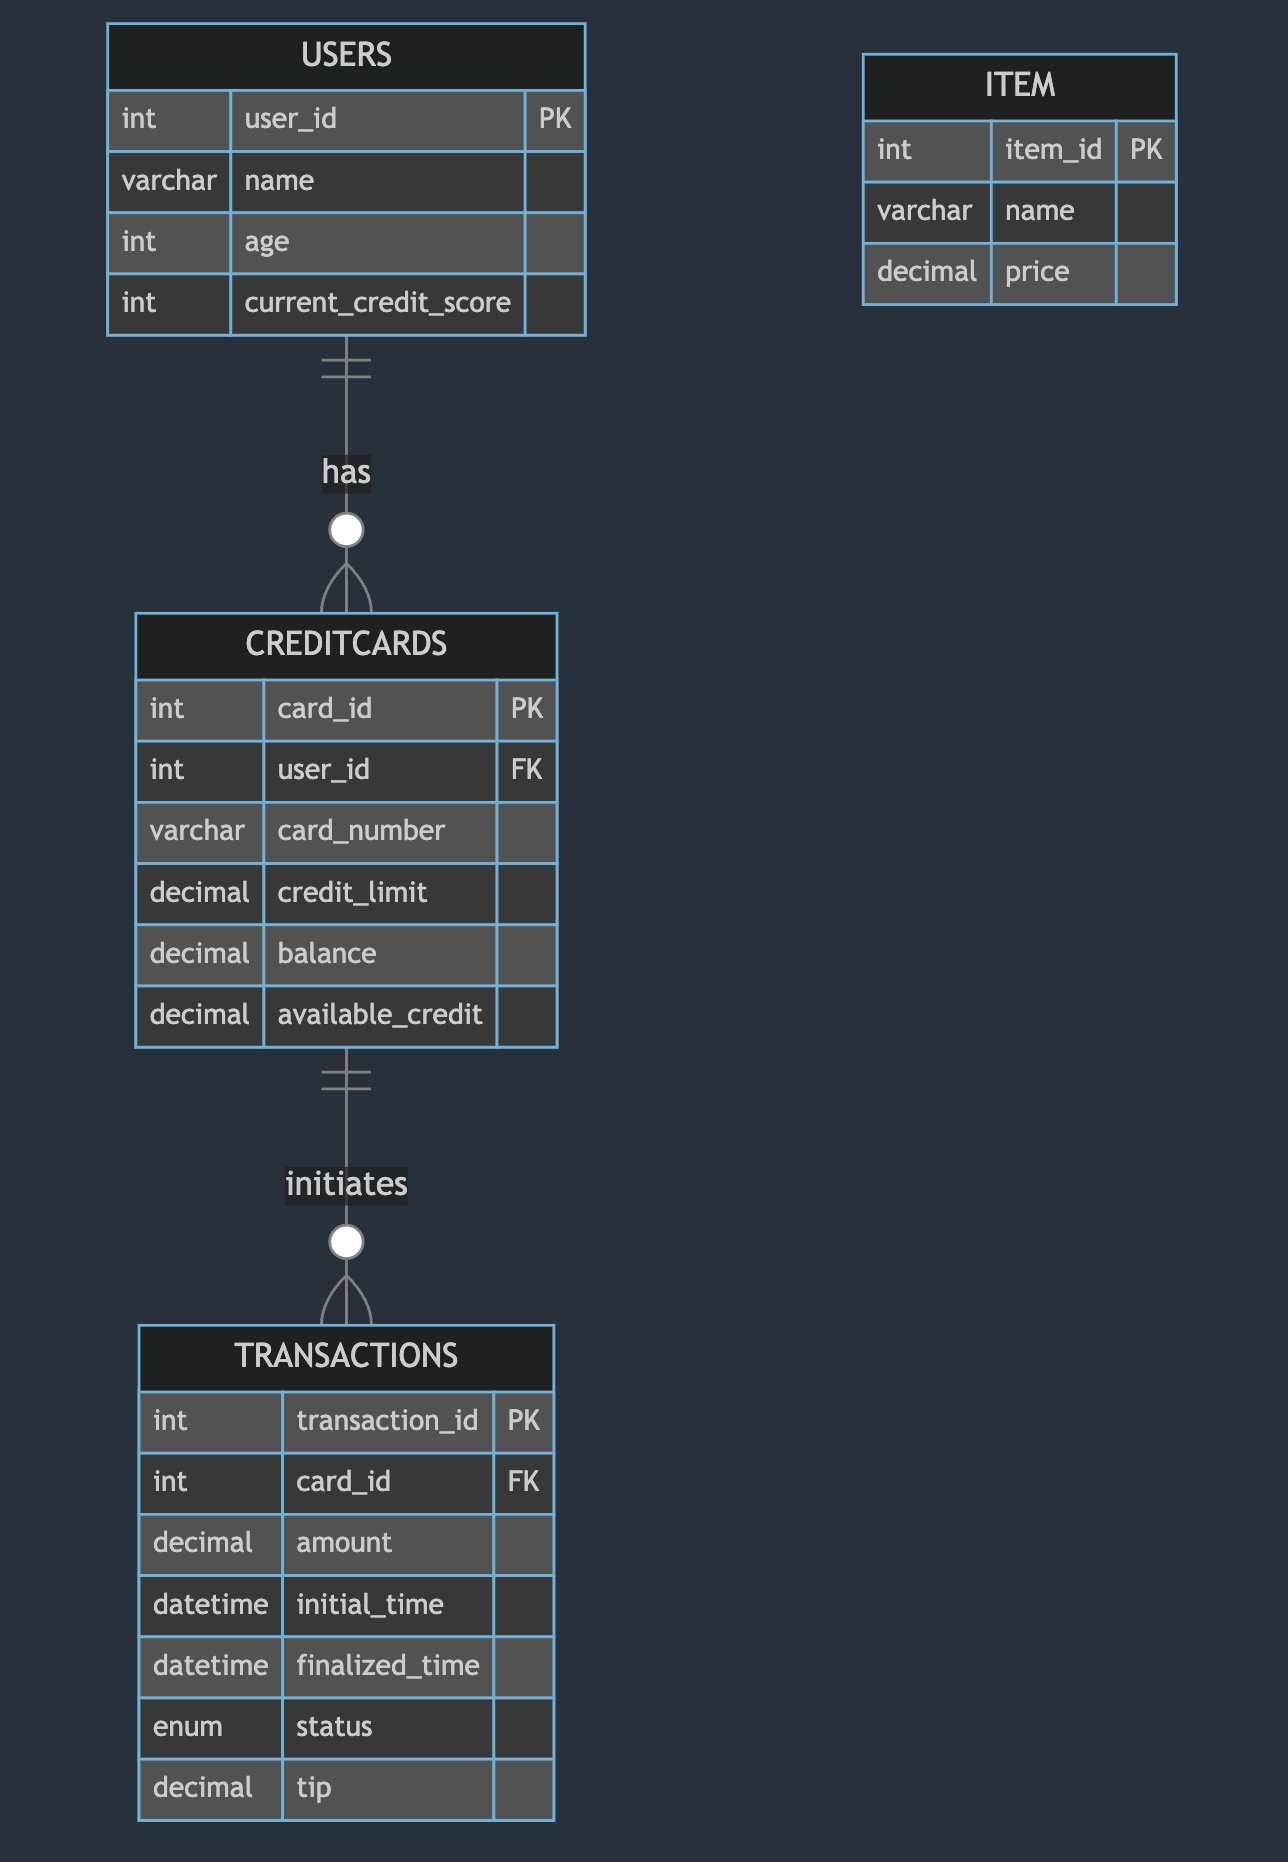 USERS
int user_id PK
varchar name
int age
int current_credit_score
ITEM
int item_id PK
varchar name
decimal price
has
CREDITCARDS
int card_id PK
int user_id FK
varchar card_number
decimal credit_limit
decimal balance
decimal available_credit
initiates
TRANSACTIONS
int transaction_id PK
int card_id FK
decimal amount
datetime initial_time
datetime finalized_time
enum status
decimal tip